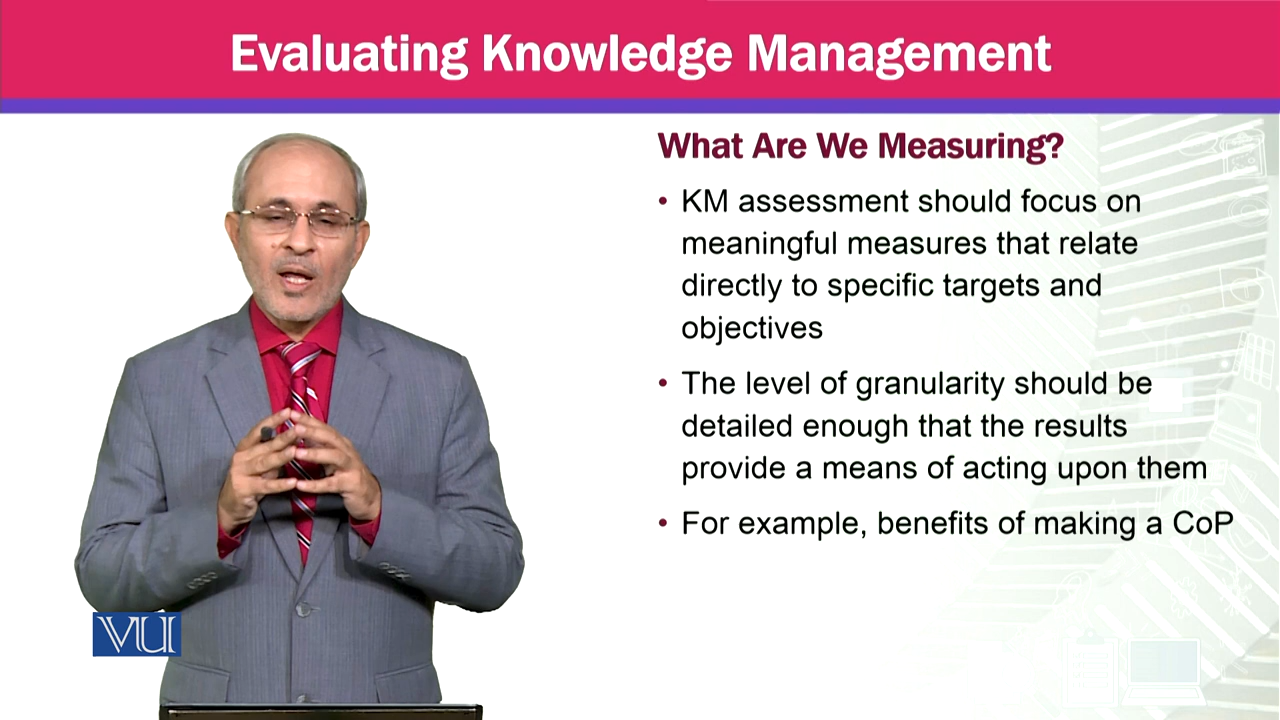 Evaluating Knowledge Management
What Are We Measuring?
• KM assessment should focus on
meaningful measures that relate
directly to specific targets and
objectives
• The level of granularity should be
detailed enough that the results
provide a means of acting upon them
• For example, benefits of making a CoP
VU